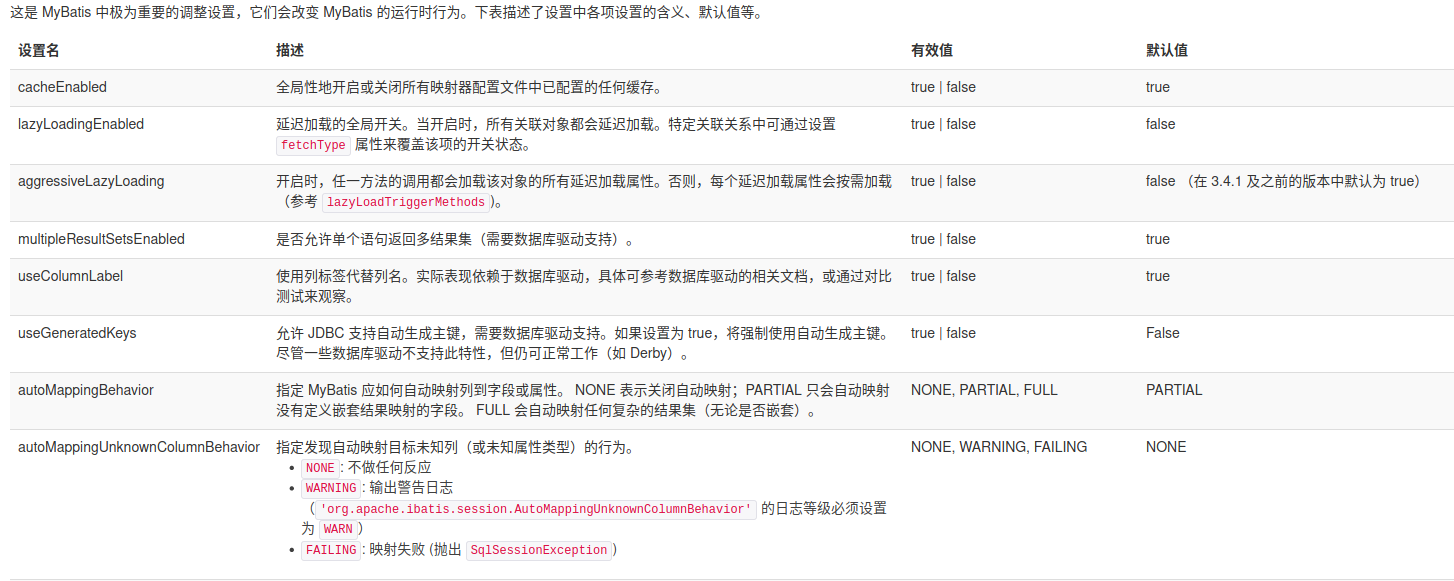 这是 MyBatis 中极为重要的调整设置，它们会改变 MyBatis 的运行时行为。下表描述了设置中各项设置的含义、默认值等。
设置名 描述 有效值 默认值
cacheEnabled 全局性地开启或关闭所有映射器配置文件中已配置的任何缓存。 true | false true
lazyLoadingEnabled 延迟加载的全局开关。当开启时，所有关联对象都会延迟加载。特定关联关系中可通过设置 true | false false
fetchType 属性来覆盖该项的开关状态。
aggressiveLazyLoading 开启时，任一方法的调用都会加载该对象的所有延迟加载属性。否则，每个延迟加载属性会按需加载 true | false false （在 3.4.1 及之前的版本中默认为 true）
（参考 lazyLoadTriggerMethods)。
multipleResultSetsEnabled 是否允许单个语句返回多结果集（需要数据库驱动支持）。 true | false true
useColumnLabel 使用列标签代替列名。实际表现依赖于数据库驱动，具体可参考数据库驱动的相关文档，或通过对比 true | false true
测试来观察。
useGeneratedKeys 允许 JDBC 支持自动生成主键，需要数据库驱动支持。如果设置为 true，将强制使用自动生成主键。 true | false False
尽管一些数据库驱动不支持此特性，但仍可正常工作（如 Derby）。
autoMappingBehavior 指定 MyBatis 应如何自动映射列到字段或属性。 NONE 表示关闭自动映射；PARTIAL 只会自动映射 NONE, PARTIAL, FULL PARTIAL
没有定义嵌套结果映射的字段。 FULL 会自动映射任何复杂的结果集（无论是否嵌套）。
autoMappingUnknownColumnBehavior 指定发现自动映射目标未知列（或未知属性类型）的行为。 NONE, WARNING, FAILING NONE
• NONE: 不做任何反应
• WARNING: 输出警告日志
（'org.apache.ibatis.session.AutoMappingUnknownColumnBehavior' 的日志等级必须设置
为 WARN）
• FAILING: 映射失败 (抛出 SqlSessionException)